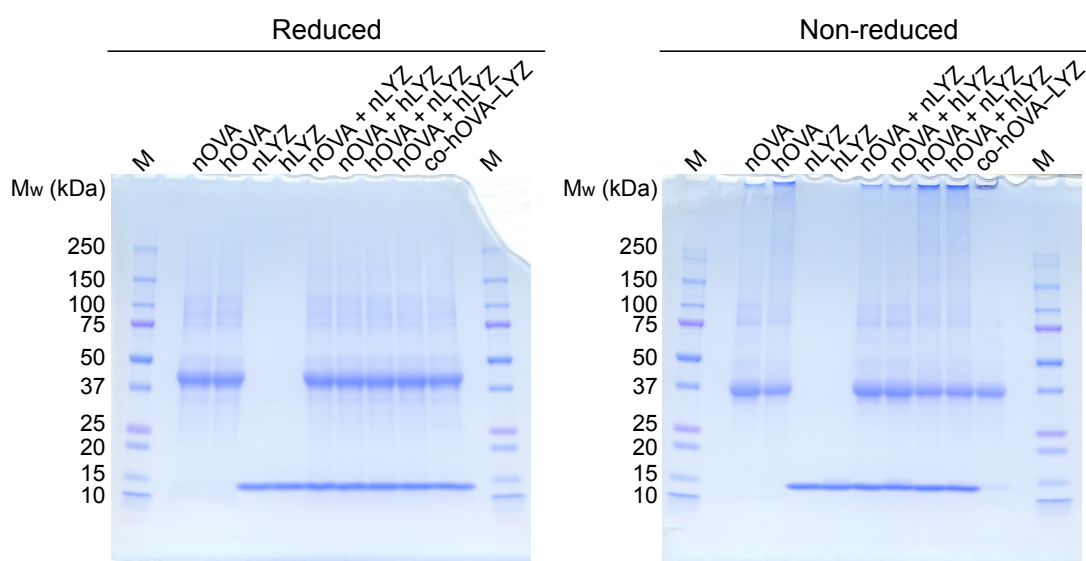 Reduced
M
nOVA
hOVA
nLYZ
hLYZ
nOVA + nLYZ
nOVA + hLYZ
hOVA + nLYZ
hOVA + hLYZ
co-hOVA–LYZ
M
Mw (kDa)
250
150
100
75
50
37
25
20
15
10
Non-reduced
M
nOVA
hOVA
nLYZ
hLYZ
nOVA + nLYZ
nOVA + hLYZ
hOVA + nLYZ
hOVA + hLYZ
co-hOVA–LYZ
M
Mw (kDa)
250
150
100
75
50
37
25
20
15
10